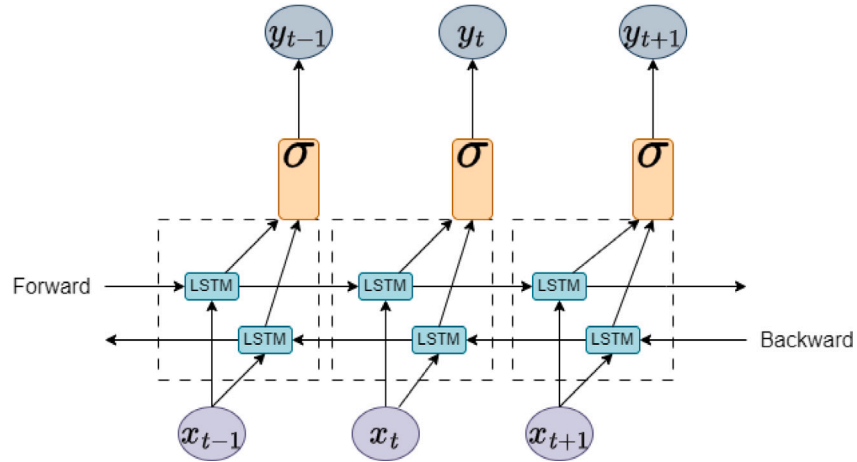 y_{t-1} y_t y_{t+1}
σ σ σ
LSTM LSTM LSTM
Forward
LSTM LSTM LSTM
Backward
x_{t-1} x_t x_{t+1}